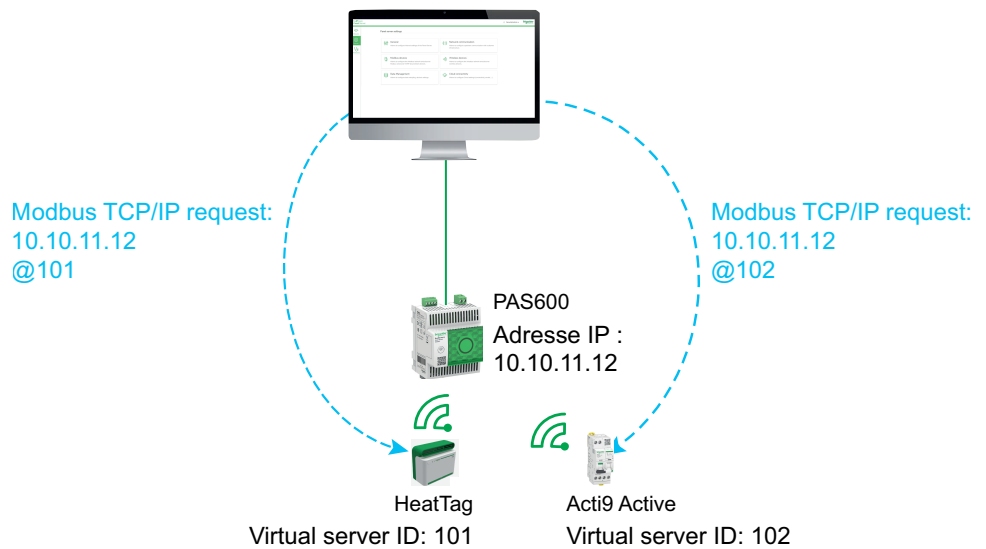 Modbus TCP/IP request:
10.10.11.12
@101
Modbus TCP/IP request:
10.10.11.12
@102
PAS600
Adresse IP :
10.10.11.12
HeatTag
Virtual server ID: 101
Acti9 Active
Virtual server ID: 102